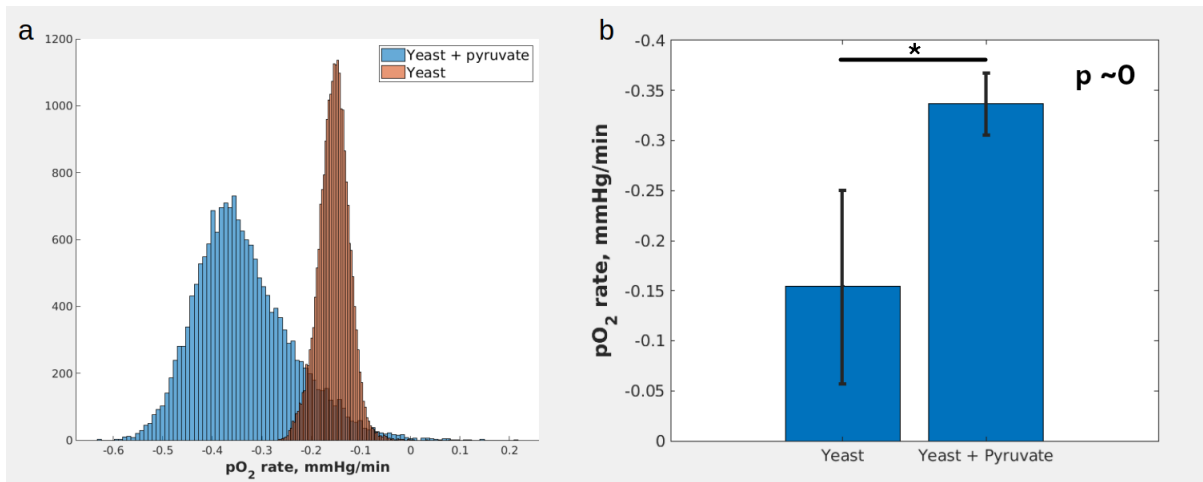 a
1200
1000
800
600
400
200
0
Yeast + pyruvate
Yeast
-0.6 -0.5 -0.4 -0.3 -0.2 -0.1 0 0.1 0.2
pO2 rate, mmHg/min
b
-0.4
-0.35
-0.3
-0.25
-0.2
-0.15
-0.1
-0.05
0
pO2 rate, mmHg/min
*
p ~0
Yeast Yeast + Pyruvate